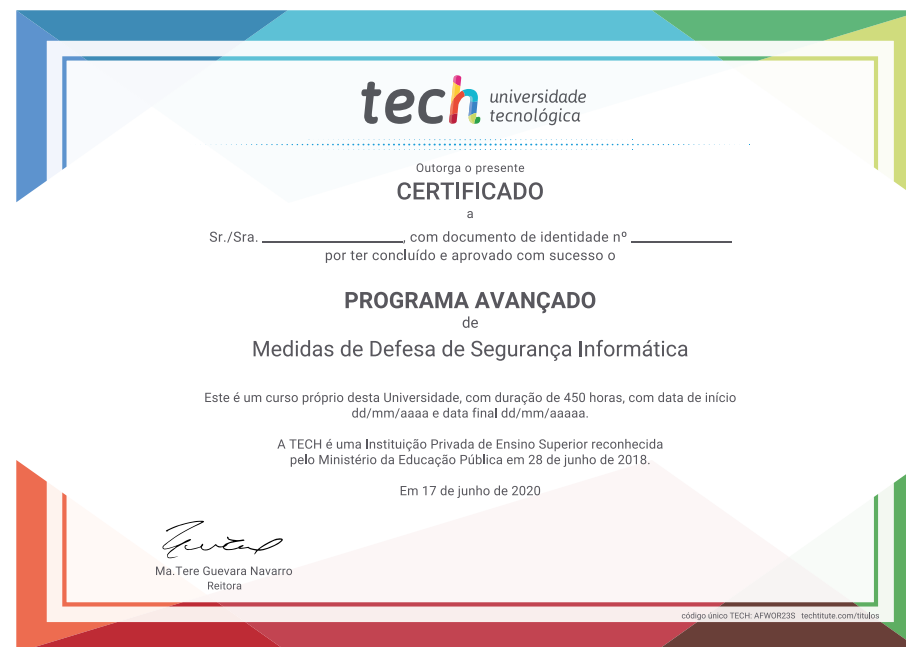 tech universidade
tecnológica
Outorga o presente
CERTIFICADO
a
Sr./Sra. ____________, com documento de identidade nº ____________
por ter concluído e aprovado com sucesso o
PROGRAMA AVANÇADO
de
Medidas de Defesa de Segurança Informática
Este é um curso próprio desta Universidade, com duração de 450 horas, com data de início
dd/mm/aaaa e data final dd/mm/aaaaa.
A TECH é uma Instituição Privada de Ensino Superior reconhecida
pelo Ministério da Educação Pública em 28 de junho de 2018.
Em 17 de junho de 2020
Ma.Tere Guevara Navarro
Reitora
código único TECH: AFWOR23S techtitute.com/titulos